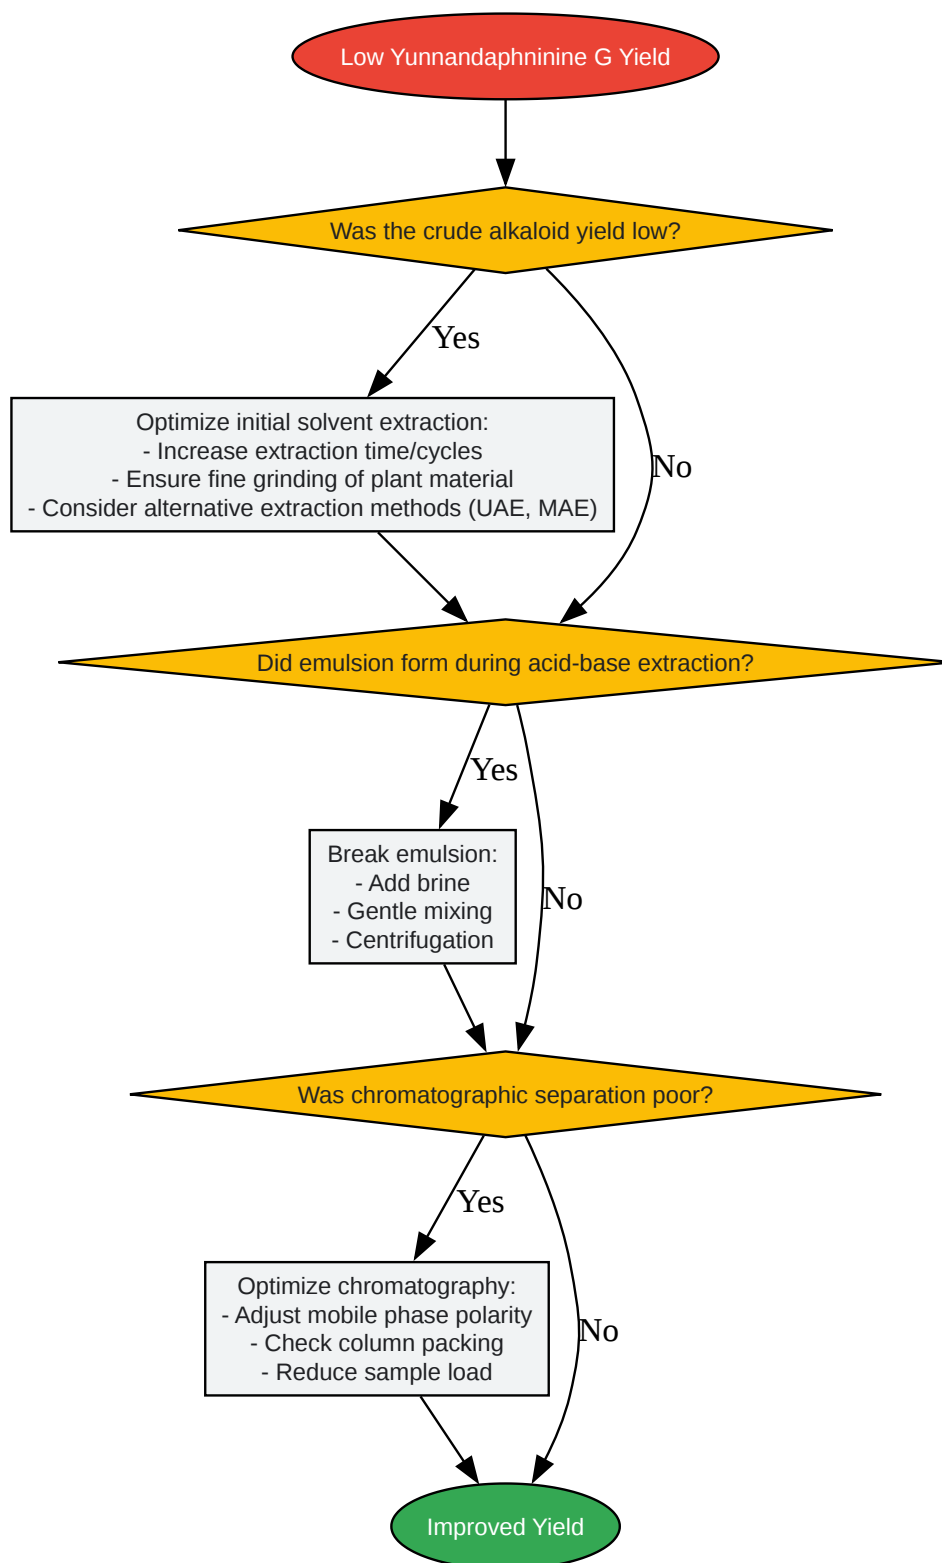 Low Yunnandaphninine G Yield
Was the crude alkaloid yield low?
Yes
Optimize initial solvent extraction:
- Increase extraction time/cycles
- Ensure fine grinding of plant material
- Consider alternative extraction methods (UAE, MAE)
No
Did emulsion form during acid-base extraction?
Yes
Break emulsion:
- Add brine
- Gentle mixing
- Centrifugation
No
Was chromatographic separation poor?
Yes
Optimize chromatography:
- Adjust mobile phase polarity
- Check column packing
- Reduce sample load
No
Improved Yield